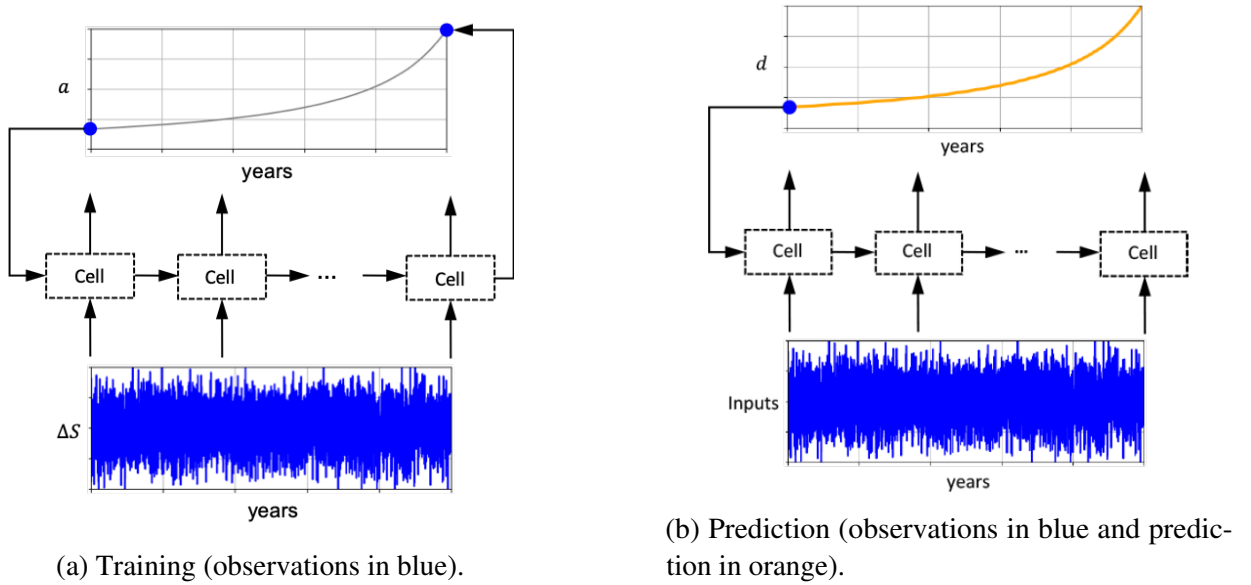 a
years
Cell
Cell
...
Cell
ΔS
years
(a) Training (observations in blue).
d
years
Cell
Cell
...
Cell
Inputs
years
(b) Prediction (observations in blue and predic-
tion in orange).